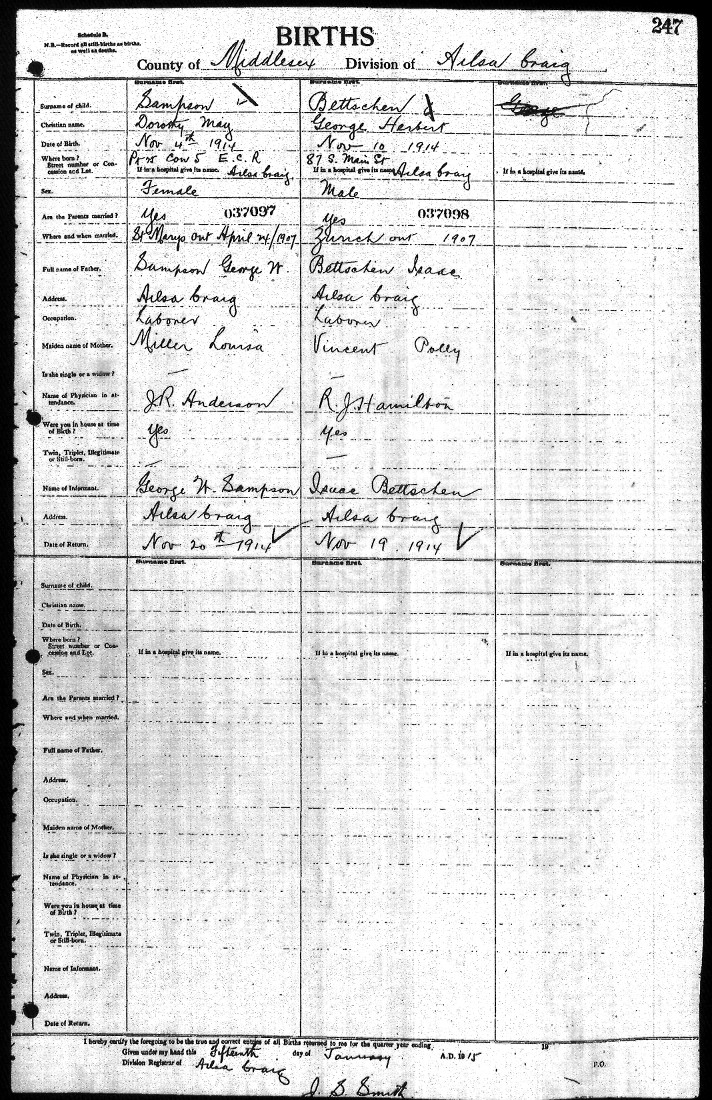 247
Schedule B.
N.B.—Record all still-births as births, as well as deaths.
BIRTHS
County of Middlesex Division of Ailsa Craig
Surname first. Surname first. Surname first.
Surname of child. Sampson Bettschen George
Christian name. Dorothy May George Herbert
Date of Birth. Nov 4th 1914 Nov 10 1914
Where born? Con 5 E.C.R 87 S. Main St
Street number or Concession and Lot. If in a hospital give its name. Ailsa Craig If in a hospital give its name. Ailsa Craig If in a hospital give its name.
Sex. Female Male
Are the Parents married? Yes 037097 yes 037098
Where and when married. St Marys Ont April 24/1907 Zurich Ont 1907
Full name of Father. Sampson George W. Bettschen Isaac
Address. Ailsa Craig Ailsa Craig
Occupation. Laborer Laborer
Maiden name of Mother. Miller Louisa Vincent Polly
Is she single or a widow? — —
Name of Physician in attendance. J.R. Anderson R.J. Hamilton
Were you in house at time of Birth? yes yes
Twin, Triplet, Illegitimate or Still-born. — —
Name of Informant. George W. Sampson Isaac Bettschen
Address. Ailsa Craig Ailsa Craig
Date of Return. Nov 20th 1914 Nov 19. 1914
Surname first. Surname first. Surname first.
Surname of child.
Christian name.
Date of Birth.
Where born?
Street number or Concession and Lot. If in a hospital give its name. If in a hospital give its name. If in a hospital give its name.
Sex.
Are the Parents married?
Where and when married.
Full name of Father.
Address.
Occupation.
Maiden name of Mother.
Is she single or a widow?
Name of Physician in attendance.
Were you in house at time of Birth?
Twin, Triplet, Illegitimate or Still-born.
Name of Informant.
Address.
Date of Return.
I hereby certify the foregoing to be the true and correct entries of all Births returned to me for the quarter year ending 19
Given under my hand this Fifteenth day of January A.D. 1915
Division Registrar of Ailsa Craig P.O.
J. S. Smith